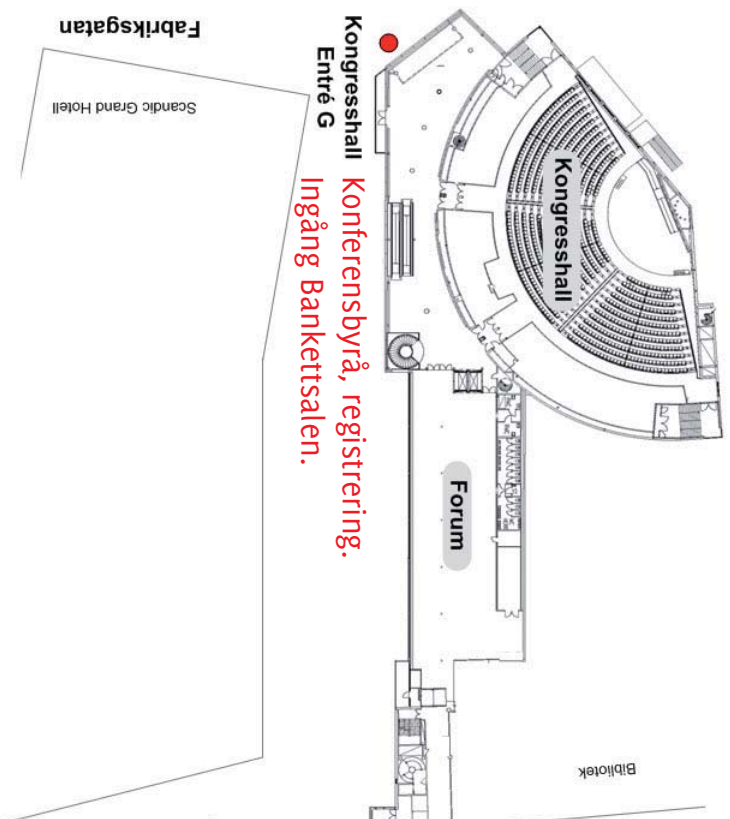 Fabriksgatan
Scandic Grand Hotell
Kongresshall
Entré G
Konferensbyrå, registrering.
Ingång Bankettsalen.
Kongresshall
Forum
Bibliotek